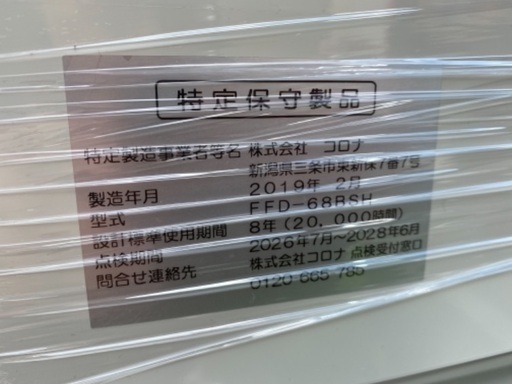 特定保守製品
特定製造事業者等名 株式会社 コロナ
新潟県三条市東新保7番7号
製造年月 2019年 2月
型式 FFD-68RSH
設計標準使用期間 8年(20,000時間)
点検期間 2026年7月~2028年6月
問合せ連絡先 株式会社コロナ 点検受付窓口
0120 665 785